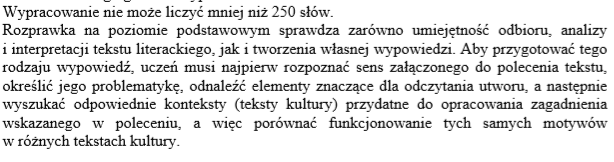 Wypracowanie nie może liczyć mniej niż 250 słów.
Rozprawka na poziomie podstawowym sprawdza zarówno umiejętność odbioru, analizy
i interpretacji tekstu literackiego, jak i tworzenia własnej wypowiedzi. Aby przygotować tego
rodzaju wypowiedź, uczeń musi najpierw rozpoznać sens załączonego do polecenia tekstu,
określić jego problematykę, odnaleźć elementy znaczące dla odczytania utworu, a następnie
wyszukać odpowiednie konteksty (teksty kultury) przydatne do opracowania zagadnienia
wskazanego w poleceniu, a więc porównać funkcjonowanie tych samych motywów
w różnych tekstach kultury.